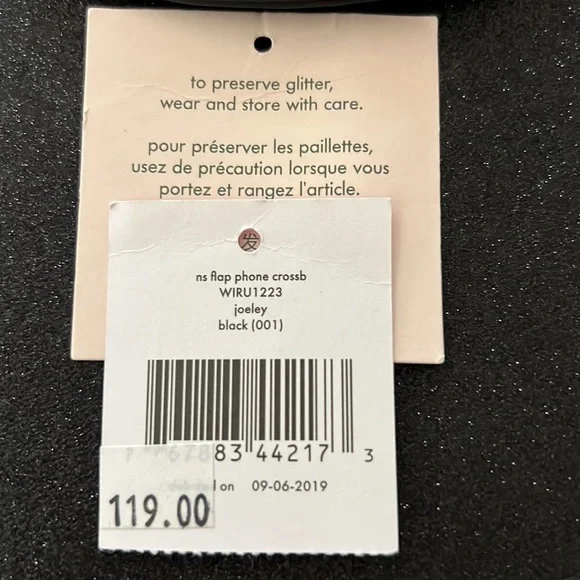 to preserve glitter,
wear and store with care.
pour préserver les paillettes,
usez de précaution lorsque vous
portez et rangez l'article.
发
ns flap phone crossb
WIRU1223
joeley
black (001)
83 44217 3
on 09-06-2019
119.00